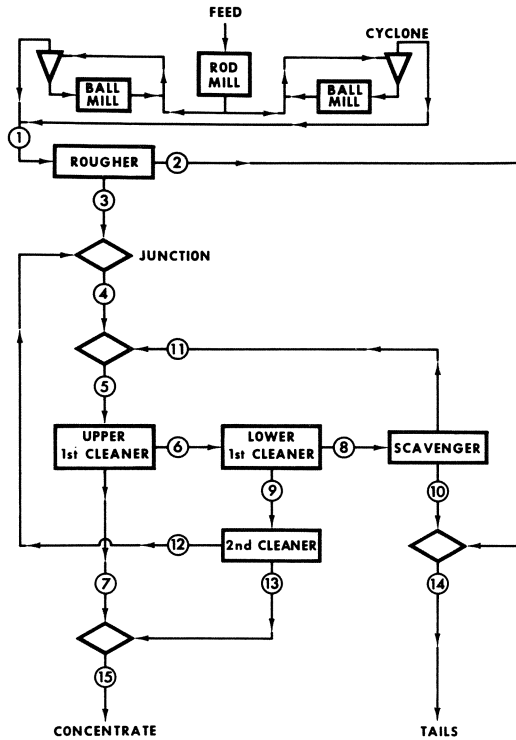 FEED
CYCLONE
ROD
MILL
BALL
MILL
BALL
MILL
1
ROUGHER
2
3
JUNCTION
4
11
5
UPPER
1st CLEANER
6
LOWER
1st CLEANER
8
SCAVENGER
9
10
12
2nd CLEANER
7
13
14
15
CONCENTRATE
TAILS